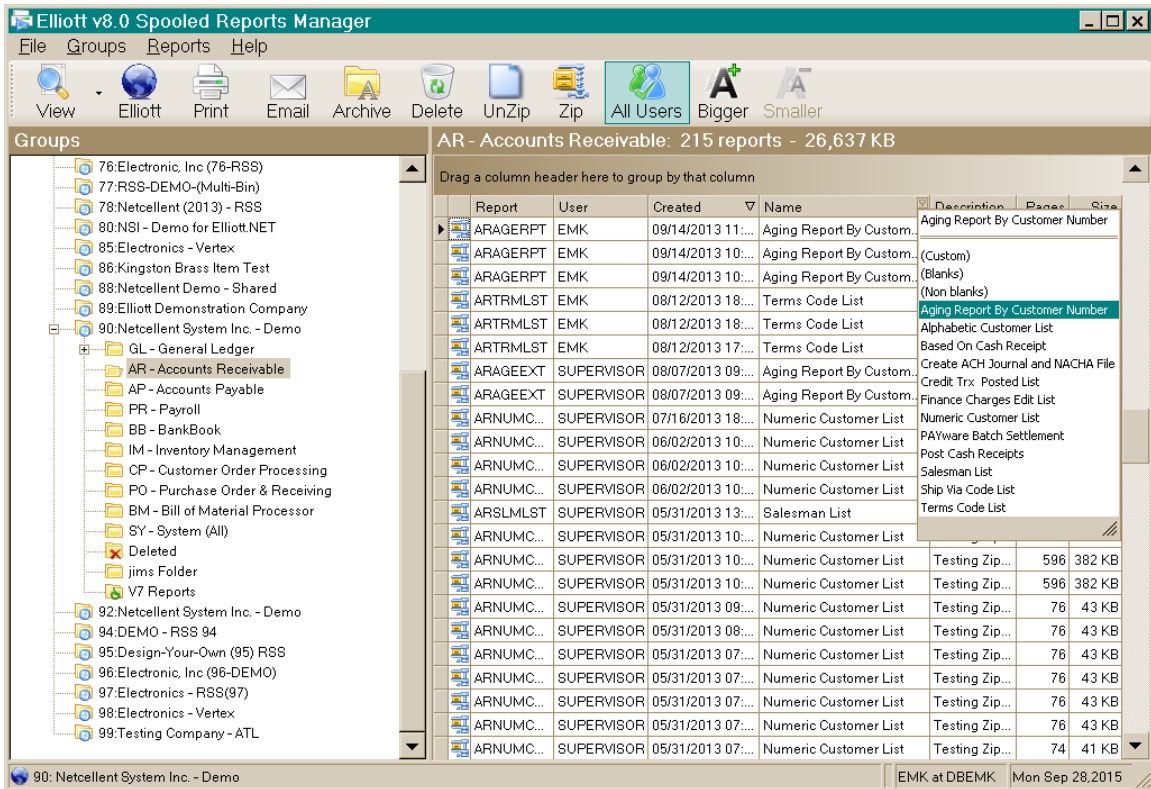 Elliott v8.0 Spooled Reports Manager
File Groups Reports Help
View Elliott Print Email Archive Delete UnZip Zip All Users Bigger Smaller
Groups
76:Electronic, Inc (76-RSS)
77:RSS-DEMO-(Multi-Bin)
78:Netcellent (2013) - RSS
80:NSI - Demo for Elliott.NET
85:Electronics - Vertex
86:Kingston Brass Item Test
88:Netcellent Demo - Shared
89:Elliott Demonstration Company
90:Netcellent System Inc. - Demo
GL - General Ledger
AR - Accounts Receivable
AP - Accounts Payable
PR - Payroll
BB - BankBook
IM - Inventory Management
CP - Customer Order Processing
PO - Purchase Order & Receiving
BM - Bill of Material Processor
SY - System (All)
Deleted
jims Folder
V7 Reports
92:Netcellent System Inc. - Demo
94:DEMO - RSS 94
95:Design-Your-Own (95) RSS
96:Electronic, Inc (96-DEMO)
97:Electronics - RSS(97)
98:Electronics - Vertex
99:Testing Company - ATL
AR - Accounts Receivable: 215 reports - 26,637 KB
Drag a column header here to group by that column
Report User Created Name Description Pages Size
ARAGERPT EMK 09/14/2013 11:... Aging Report By Custom...
ARAGERPT EMK 09/14/2013 10:... Aging Report By Custom...
ARAGERPT EMK 09/14/2013 10:... Aging Report By Custom...
ARTRMLST EMK 08/12/2013 18:... Terms Code List
ARTRMLST EMK 08/12/2013 18:... Terms Code List
ARTRMLST EMK 08/12/2013 17:... Terms Code List
ARAGEEXT SUPERVISOR 08/07/2013 09:... Aging Report By Custom...
ARAGEEXT SUPERVISOR 08/07/2013 09:... Aging Report By Custom...
ARNUMC... SUPERVISOR 07/16/2013 18:... Numeric Customer List
ARNUMC... SUPERVISOR 06/02/2013 10:... Numeric Customer List
ARNUMC... SUPERVISOR 06/02/2013 10:... Numeric Customer List
ARNUMC... SUPERVISOR 06/02/2013 10:... Numeric Customer List
ARSLMLST SUPERVISOR 05/31/2013 13:... Salesman List
ARNUMC... SUPERVISOR 05/31/2013 10:... Numeric Customer List
ARNUMC... SUPERVISOR 05/31/2013 10:... Numeric Customer List Testing Zip... 596 382 KB
ARNUMC... SUPERVISOR 05/31/2013 10:... Numeric Customer List Testing Zip... 596 382 KB
ARNUMC... SUPERVISOR 05/31/2013 09:... Numeric Customer List Testing Zip... 76 43 KB
ARNUMC... SUPERVISOR 05/31/2013 08:... Numeric Customer List Testing Zip... 76 43 KB
ARNUMC... SUPERVISOR 05/31/2013 07:... Numeric Customer List Testing Zip... 76 43 KB
ARNUMC... SUPERVISOR 05/31/2013 07:... Numeric Customer List Testing Zip... 76 43 KB
ARNUMC... SUPERVISOR 05/31/2013 07:... Numeric Customer List Testing Zip... 76 43 KB
ARNUMC... SUPERVISOR 05/31/2013 07:... Numeric Customer List Testing Zip... 76 43 KB
ARNUMC... SUPERVISOR 05/31/2013 07:... Numeric Customer List Testing Zip... 74 41 KB
Aging Report By Customer Number
(Custom)
(Blanks)
(Non blanks)
Aging Report By Customer Number
Alphabetic Customer List
Based On Cash Receipt
Create ACH Journal and NACHA File
Credit Trx Posted List
Finance Charges Edit List
Numeric Customer List
PAYware Batch Settlement
Post Cash Receipts
Salesman List
Ship Via Code List
Terms Code List
90: Netcellent System Inc. - Demo
EMK at DBEMK Mon Sep 28,2015